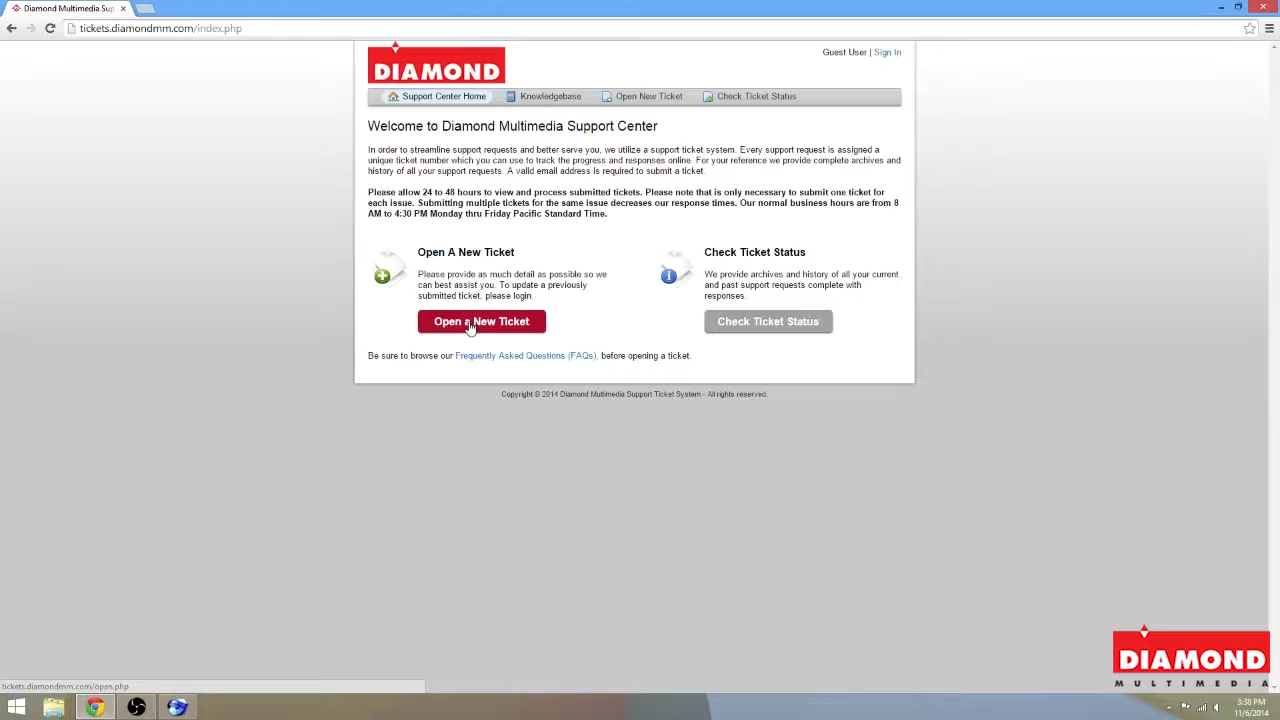 Diamond Multimedia Sup
tickets.diamondmm.com/index.php
DIAMOND
Guest User | Sign In
Support Center Home
Knowledgebase
Open New Ticket
Check Ticket Status
Welcome to Diamond Multimedia Support Center
In order to streamline support requests and better serve you, we utilize a support ticket system. Every support request is assigned a
unique ticket number which you can use to track the progress and responses online. For your reference we provide complete archives and
history of all your support requests. A valid email address is required to submit a ticket.
Please allow 24 to 48 hours to view and process submitted tickets. Please note that is only necessary to submit one ticket for
each issue. Submitting multiple tickets for the same issue decreases our response times. Our normal business hours are from 8
AM to 4:30 PM Monday thru Friday Pacific Standard Time.
Open A New Ticket
Please provide as much detail as possible so we
can best assist you. To update a previously
submitted ticket, please login.
Open a New Ticket
Check Ticket Status
We provide archives and history of all your current
and past support requests complete with
responses.
Check Ticket Status
Be sure to browse our Frequently Asked Questions (FAQs), before opening a ticket.
Copyright © 2014 Diamond Multimedia Support Ticket System - All rights reserved.
DIAMOND
MULTIMEDIA
tickets.diamondmm.com/open.php
3:38 PM
11/6/2014